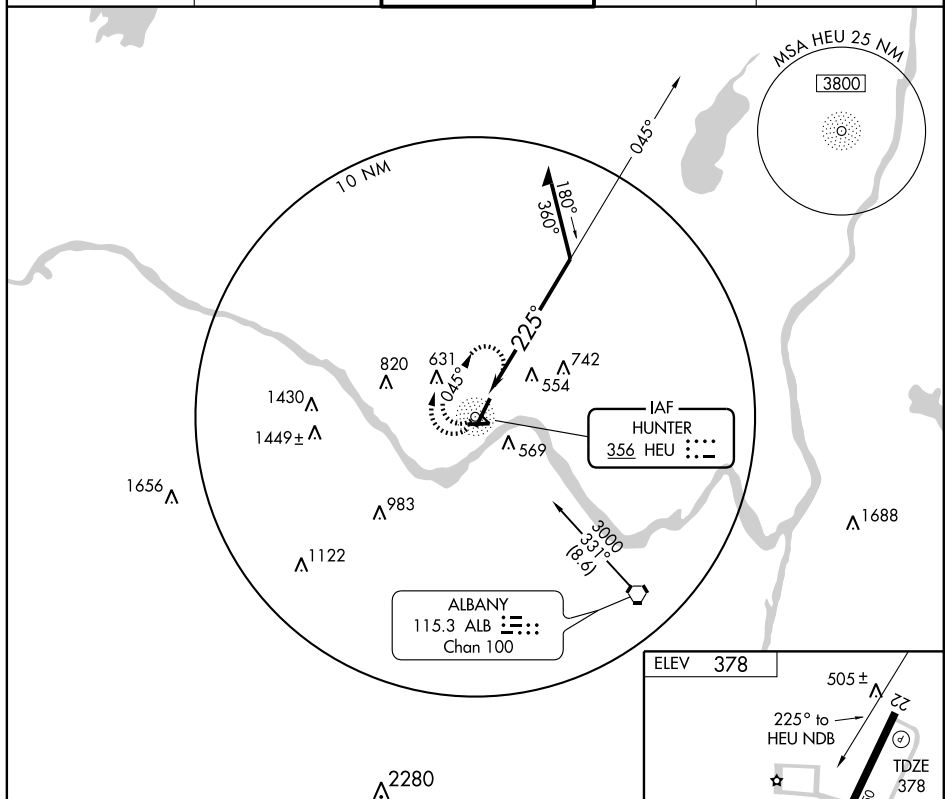 MSA HEU 25 NM
3800
045°
10 NM
180°
360°
225°
820
631
742
554
045°
1430
1449±
IAF
HUNTER
356 HEU
569
1656
983
1688
3000
331°
(8.6)
1122
ALBANY
115.3 ALB
Chan 100
ELEV 378
505±
22
225° to
HEU NDB
P
TDZE
378
2280